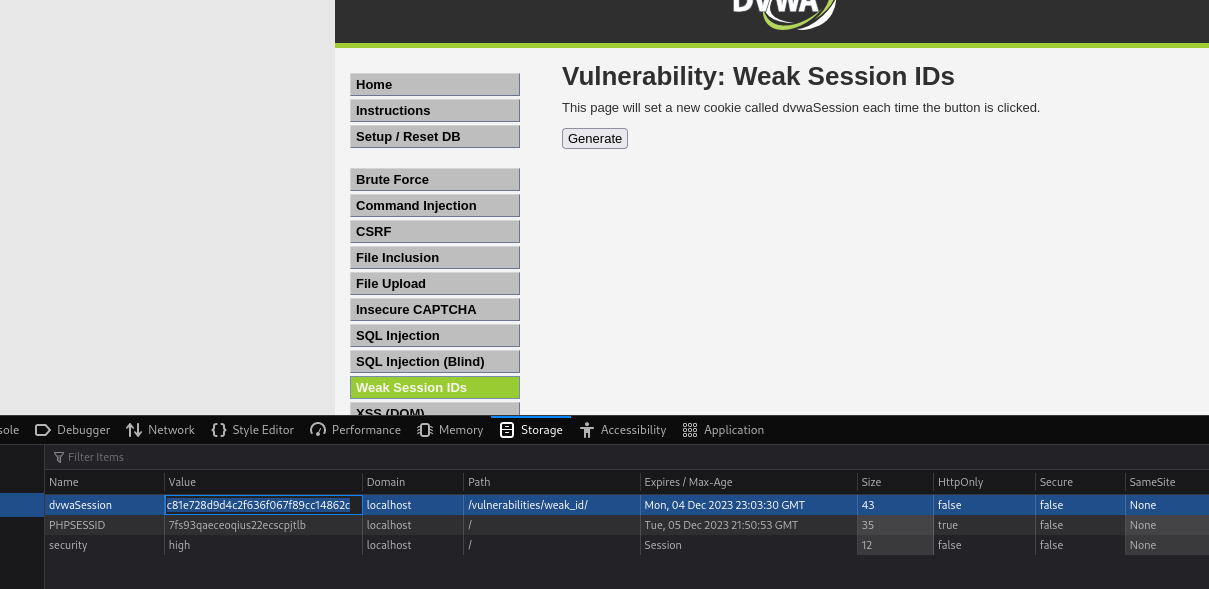 DVWA
Vulnerability: Weak Session IDs
This page will set a new cookie called dvwaSession each time the button is clicked.
Generate
Home
Instructions
Setup / Reset DB
Brute Force
Command Injection
CSRF
File Inclusion
File Upload
Insecure CAPTCHA
SQL Injection
SQL Injection (Blind)
Weak Session IDs
XSS (DOM)
sole Debugger Network Style Editor Performance Memory Storage Accessibility Application
Filter Items
Name Value Domain Path Expires / Max-Age Size HttpOnly Secure SameSite
dvwaSession c81e728d9d4c2f636f067f89cc14862c localhost /vulnerabilities/weak_id/ Mon, 04 Dec 2023 23:03:30 GMT 43 false false None
PHPSESSID 7fs93qaeceoqius22ecscpjtlb localhost / Tue, 05 Dec 2023 21:50:53 GMT 35 true false None
security high localhost / Session 12 false false None